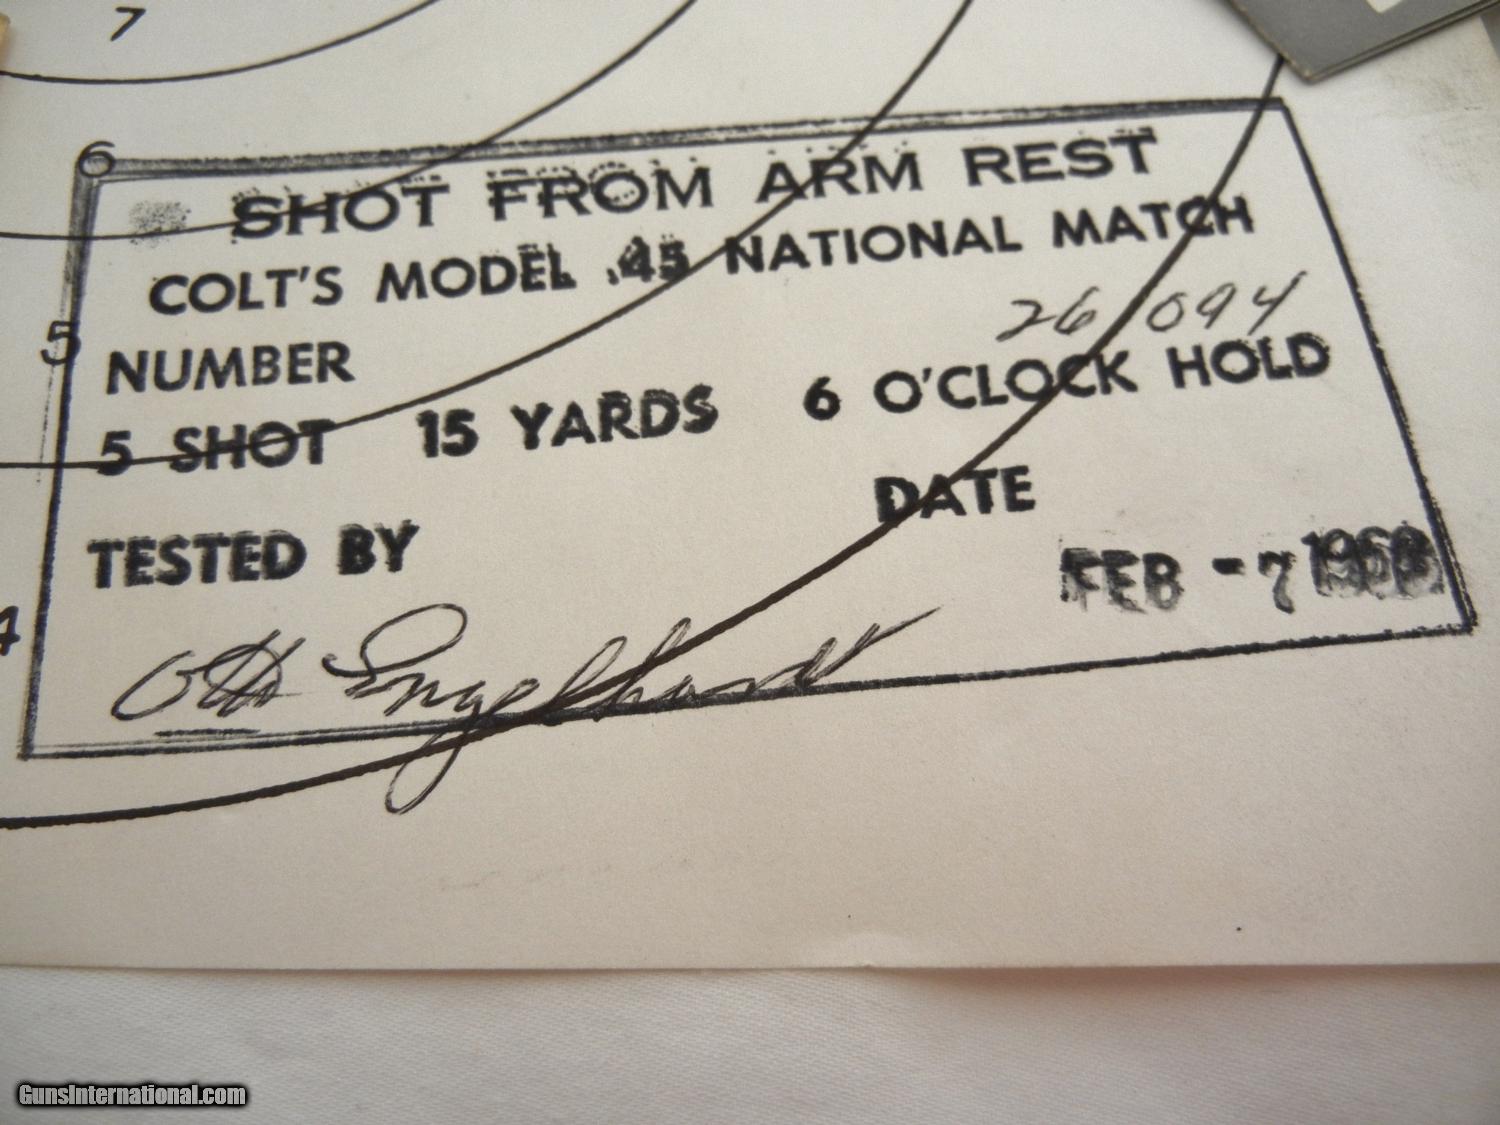 7
6
SHOT FROM ARM REST
COLT'S MODEL .45 NATIONAL MATCH
5
NUMBER 26094
5 SHOT 15 YARDS 6 O'CLOCK HOLD
TESTED BY DATE
FEB -7
4
Engelhardt
GunsInternational.com